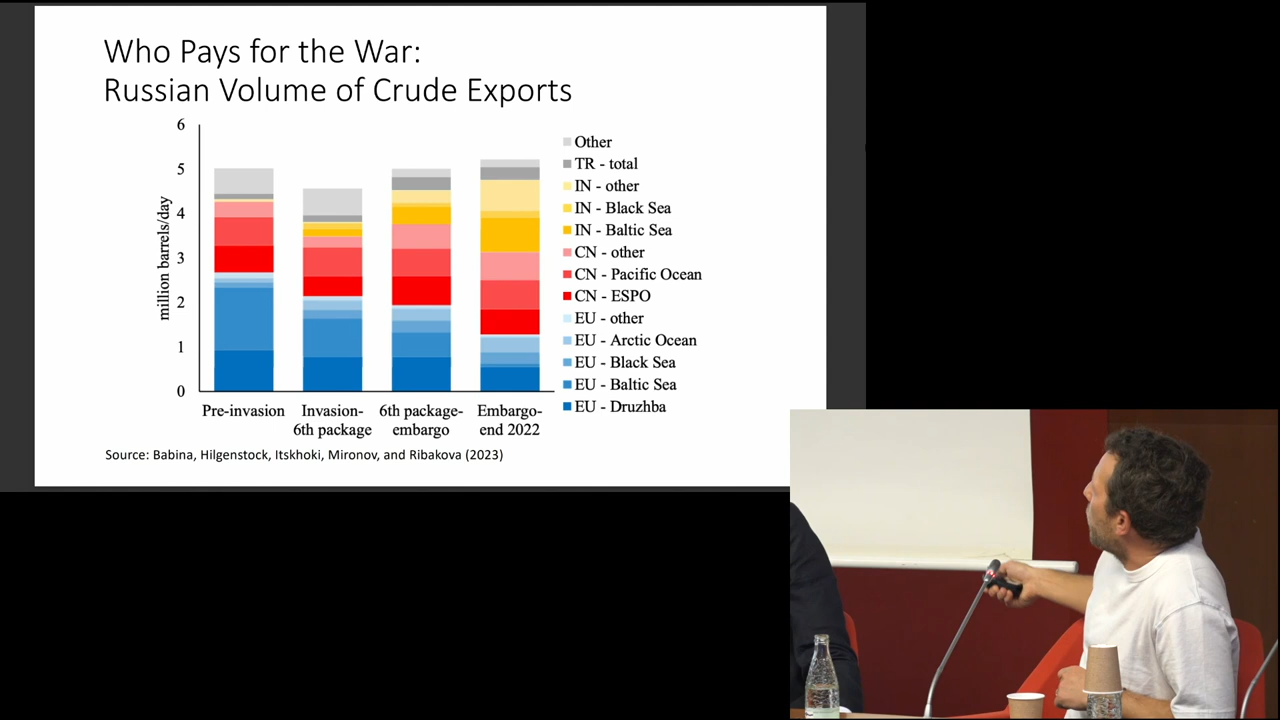 Who Pays for the War:
Russian Volume of Crude Exports
6
5
4
3
2
1
0
million barrels/day
Pre-invasion
Invasion-
6th package
6th package-
embargo
Embargo-
end 2022
Other
TR - total
IN - other
IN - Black Sea
IN - Baltic Sea
CN - other
CN - Pacific Ocean
CN - ESPO
EU - other
EU - Arctic Ocean
EU - Black Sea
EU - Baltic Sea
EU - Druzhba
Source: Babina, Hilgenstock, Itskhoki, Mironov, and Ribakova (2023)